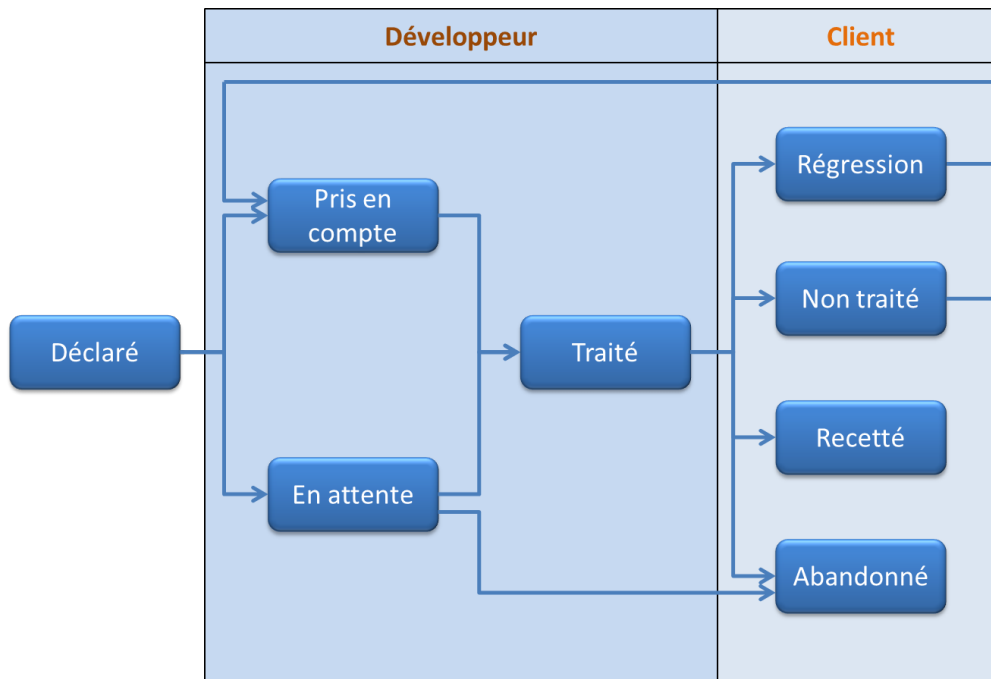 Développeur
Client
Régression
Pris en
compte
Non traité
Déclaré
Traité
Recetté
En attente
Abandonné